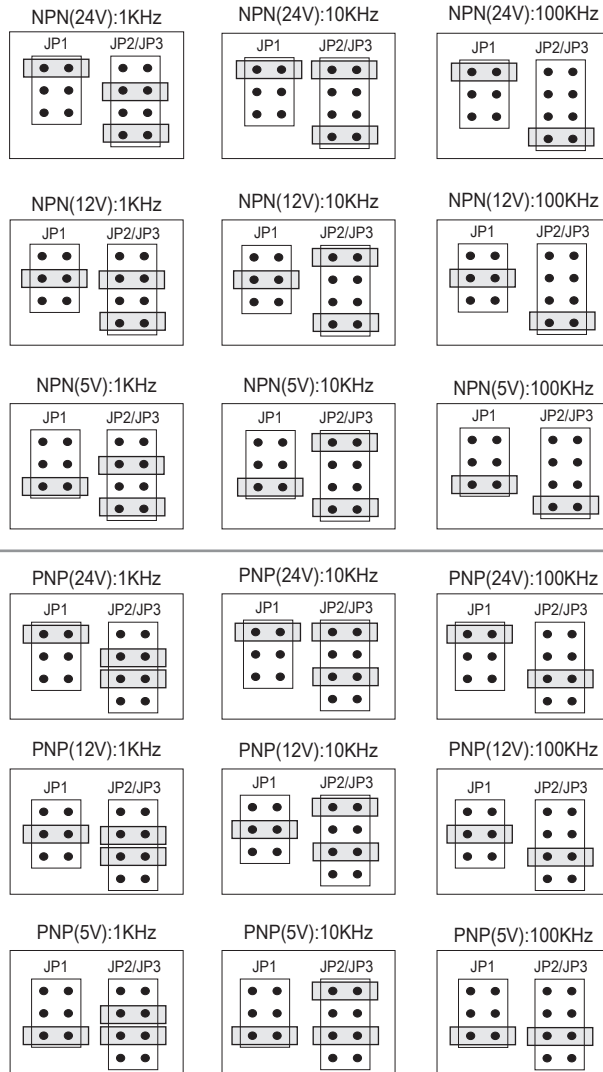 NPN(24V):1KHz NPN(24V):10KHz NPN(24V):100KHz
JP1 JP2/JP3 JP1 JP2/JP3 JP1 JP2/JP3
NPN(12V):1KHz NPN(12V):10KHz NPN(12V):100KHz
JP1 JP2/JP3 JP1 JP2/JP3 JP1 JP2/JP3
NPN(5V):1KHz NPN(5V):10KHz NPN(5V):100KHz
JP1 JP2/JP3 JP1 JP2/JP3 JP1 JP2/JP3
PNP(24V):1KHz PNP(24V):10KHz PNP(24V):100KHz
JP1 JP2/JP3 JP1 JP2/JP3 JP1 JP2/JP3
PNP(12V):1KHz PNP(12V):10KHz PNP(12V):100KHz
JP1 JP2/JP3 JP1 JP2/JP3 JP1 JP2/JP3
PNP(5V):1KHz PNP(5V):10KHz PNP(5V):100KHz
JP1 JP2/JP3 JP1 JP2/JP3 JP1 JP2/JP3